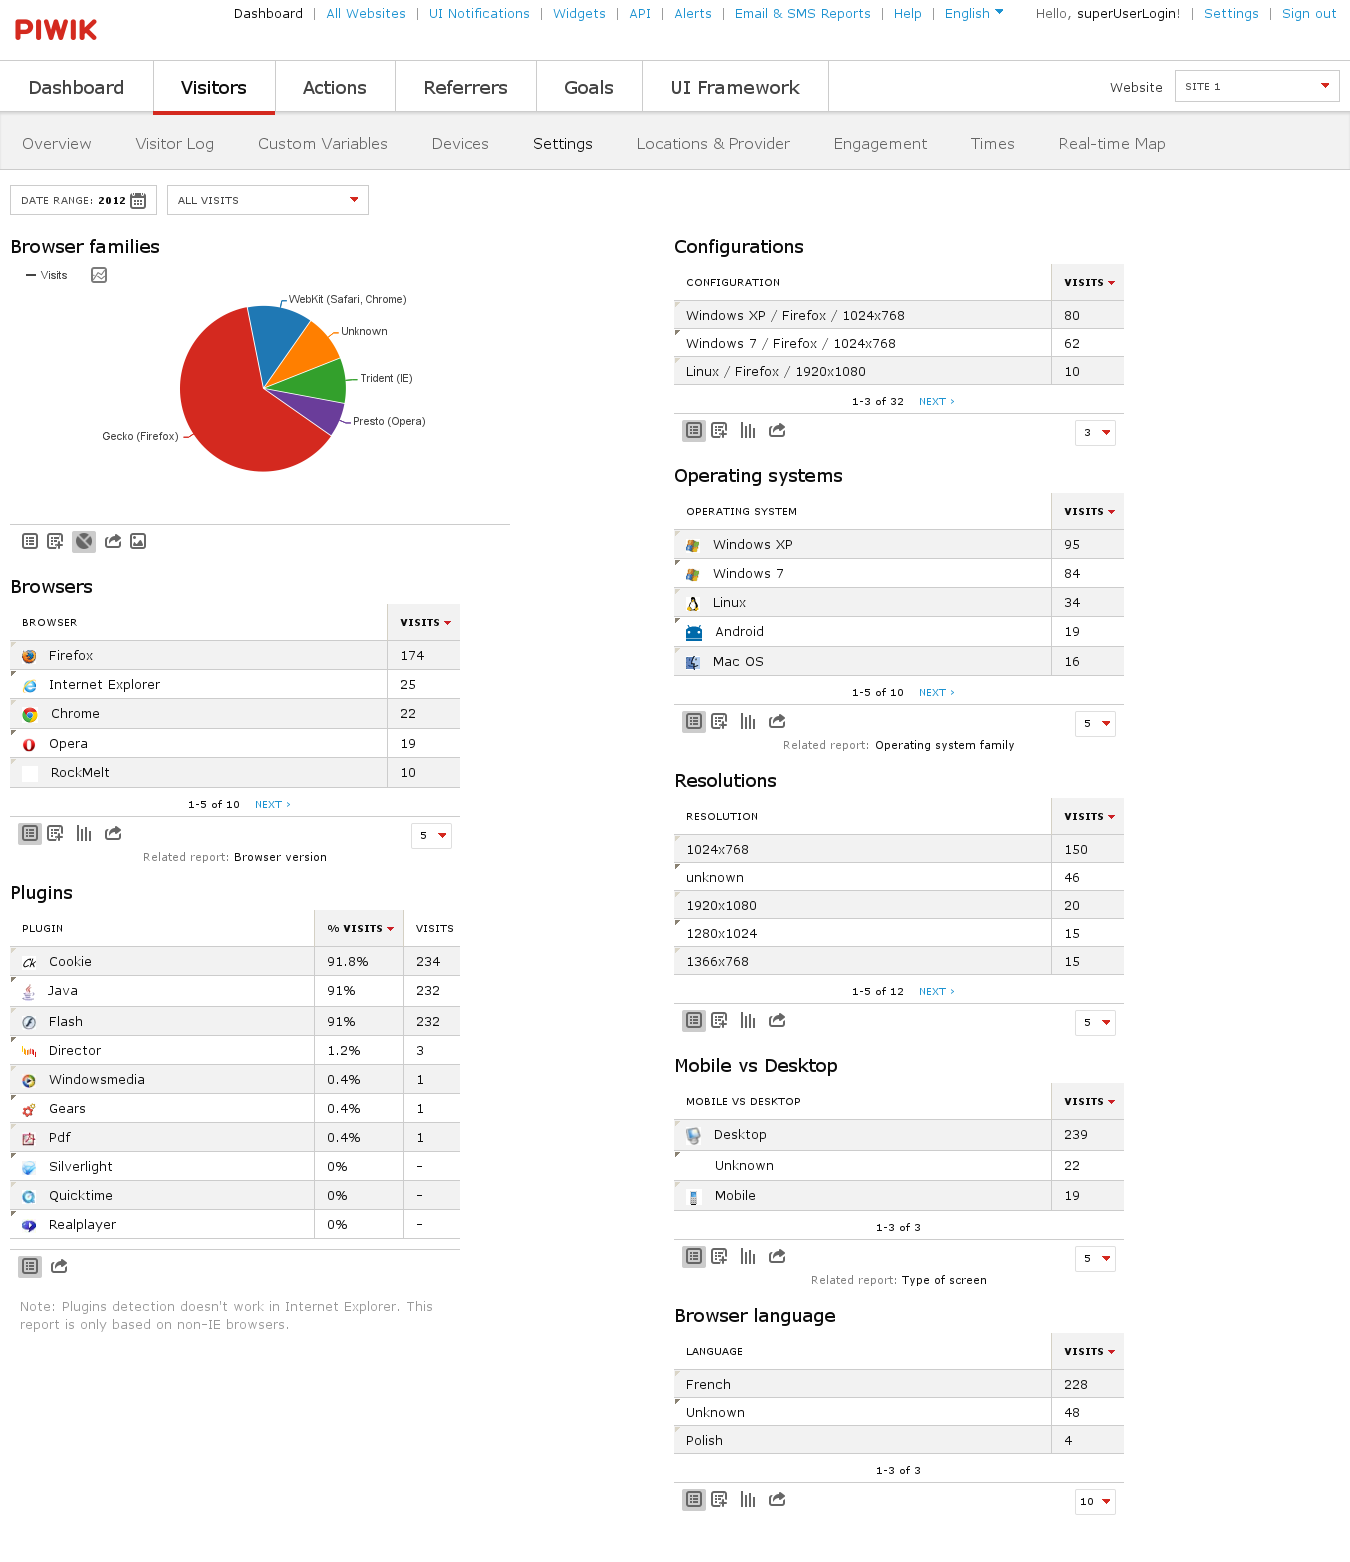 Dashboard | All Websites | UI Notifications | Widgets | API | Alerts | Email & SMS Reports | Help | English Hello, superUserLogin! | Settings | Sign out
PIWIK
Dashboard Visitors Actions Referrers Goals UI Framework Website SITE 1
Overview Visitor Log Custom Variables Devices Settings Locations & Provider Engagement Times Real-time Map
DATE RANGE: 2012 ALL VISITS
Browser families
Visits
WebKit (Safari, Chrome)
Unknown
Trident (IE)
Presto (Opera)
Gecko (Firefox)
Browsers
BROWSER VISITS
Firefox 174
Internet Explorer 25
Chrome 22
Opera 19
RockMelt 10
1-5 of 10 NEXT ›
5
Related report: Browser version
Plugins
PLUGIN % VISITS VISITS
Cookie 91.8% 234
Java 91% 232
Flash 91% 232
Director 1.2% 3
Windowsmedia 0.4% 1
Gears 0.4% 1
Pdf 0.4% 1
Silverlight 0% -
Quicktime 0% -
Realplayer 0% -
Note: Plugins detection doesn't work in Internet Explorer. This
report is only based on non-IE browsers.
Configurations
CONFIGURATION VISITS
Windows XP / Firefox / 1024x768 80
Windows 7 / Firefox / 1024x768 62
Linux / Firefox / 1920x1080 10
1-3 of 32 NEXT ›
3
Operating systems
OPERATING SYSTEM VISITS
Windows XP 95
Windows 7 84
Linux 34
Android 19
Mac OS 16
1-5 of 10 NEXT ›
5
Related report: Operating system family
Resolutions
RESOLUTION VISITS
1024x768 150
unknown 46
1920x1080 20
1280x1024 15
1366x768 15
1-5 of 12 NEXT ›
5
Mobile vs Desktop
MOBILE VS DESKTOP VISITS
Desktop 239
Unknown 22
Mobile 19
1-3 of 3
5
Related report: Type of screen
Browser language
LANGUAGE VISITS
French 228
Unknown 48
Polish 4
1-3 of 3
10